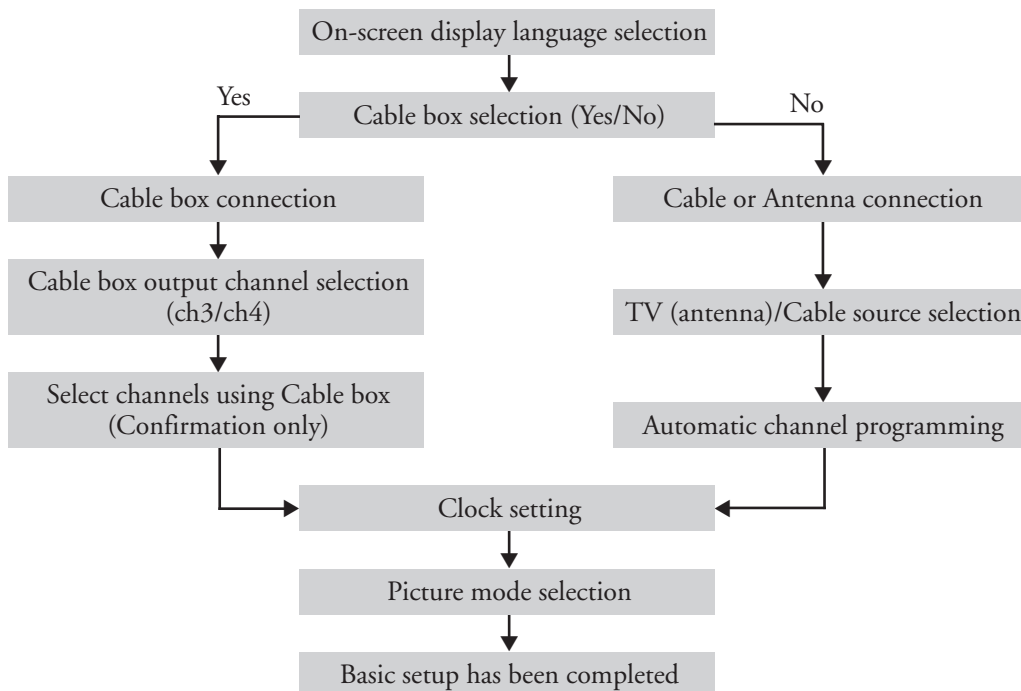 On-screen display language selection
Yes
Cable box selection (Yes/No)
No
Cable box connection
Cable or Antenna connection
Cable box output channel selection
(ch3/ch4)
TV (antenna)/Cable source selection
Select channels using Cable box
(Confirmation only)
Automatic channel programming
Clock setting
Picture mode selection
Basic setup has been completed